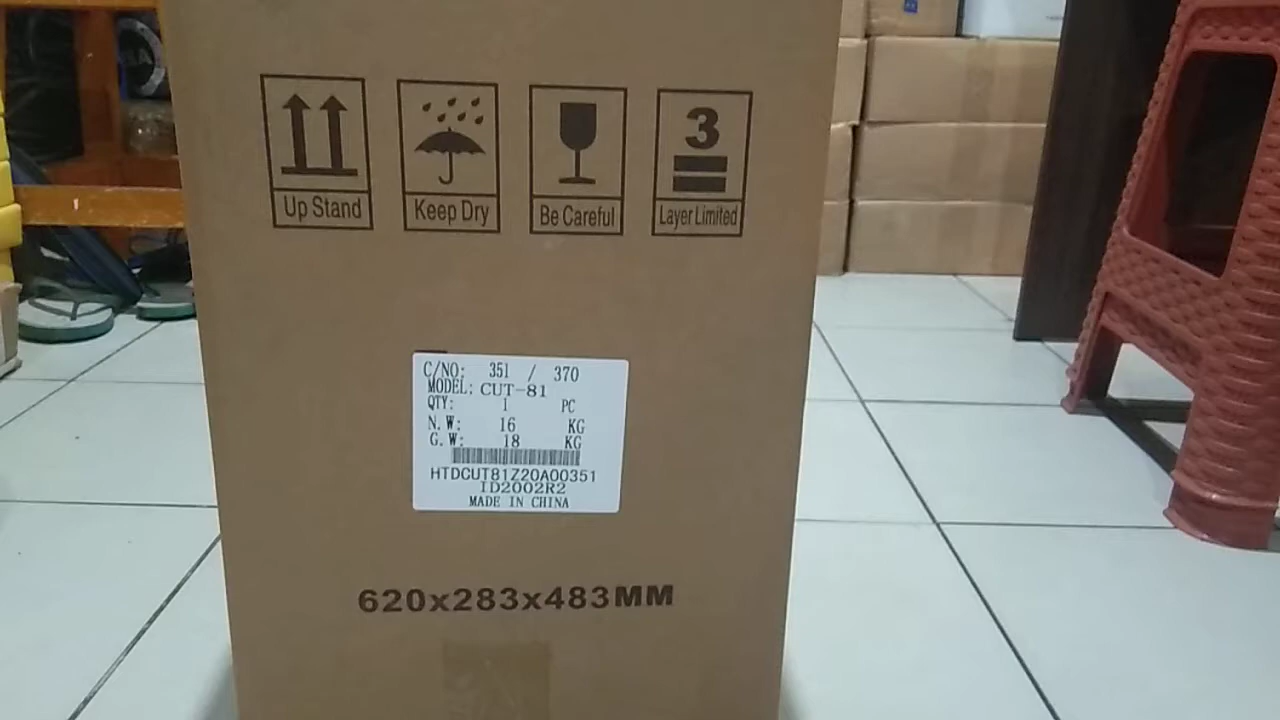 Up Stand
Keep Dry
Be Careful
3
Layer Limited
C/NO: 351 / 370
MODEL: CUT-81
QTY: 1 PC
N.W: 16 KG
G.W: 18 KG
HTDCUT81Z20A00351
ID2002R2
MADE IN CHINA
620x283x483MM